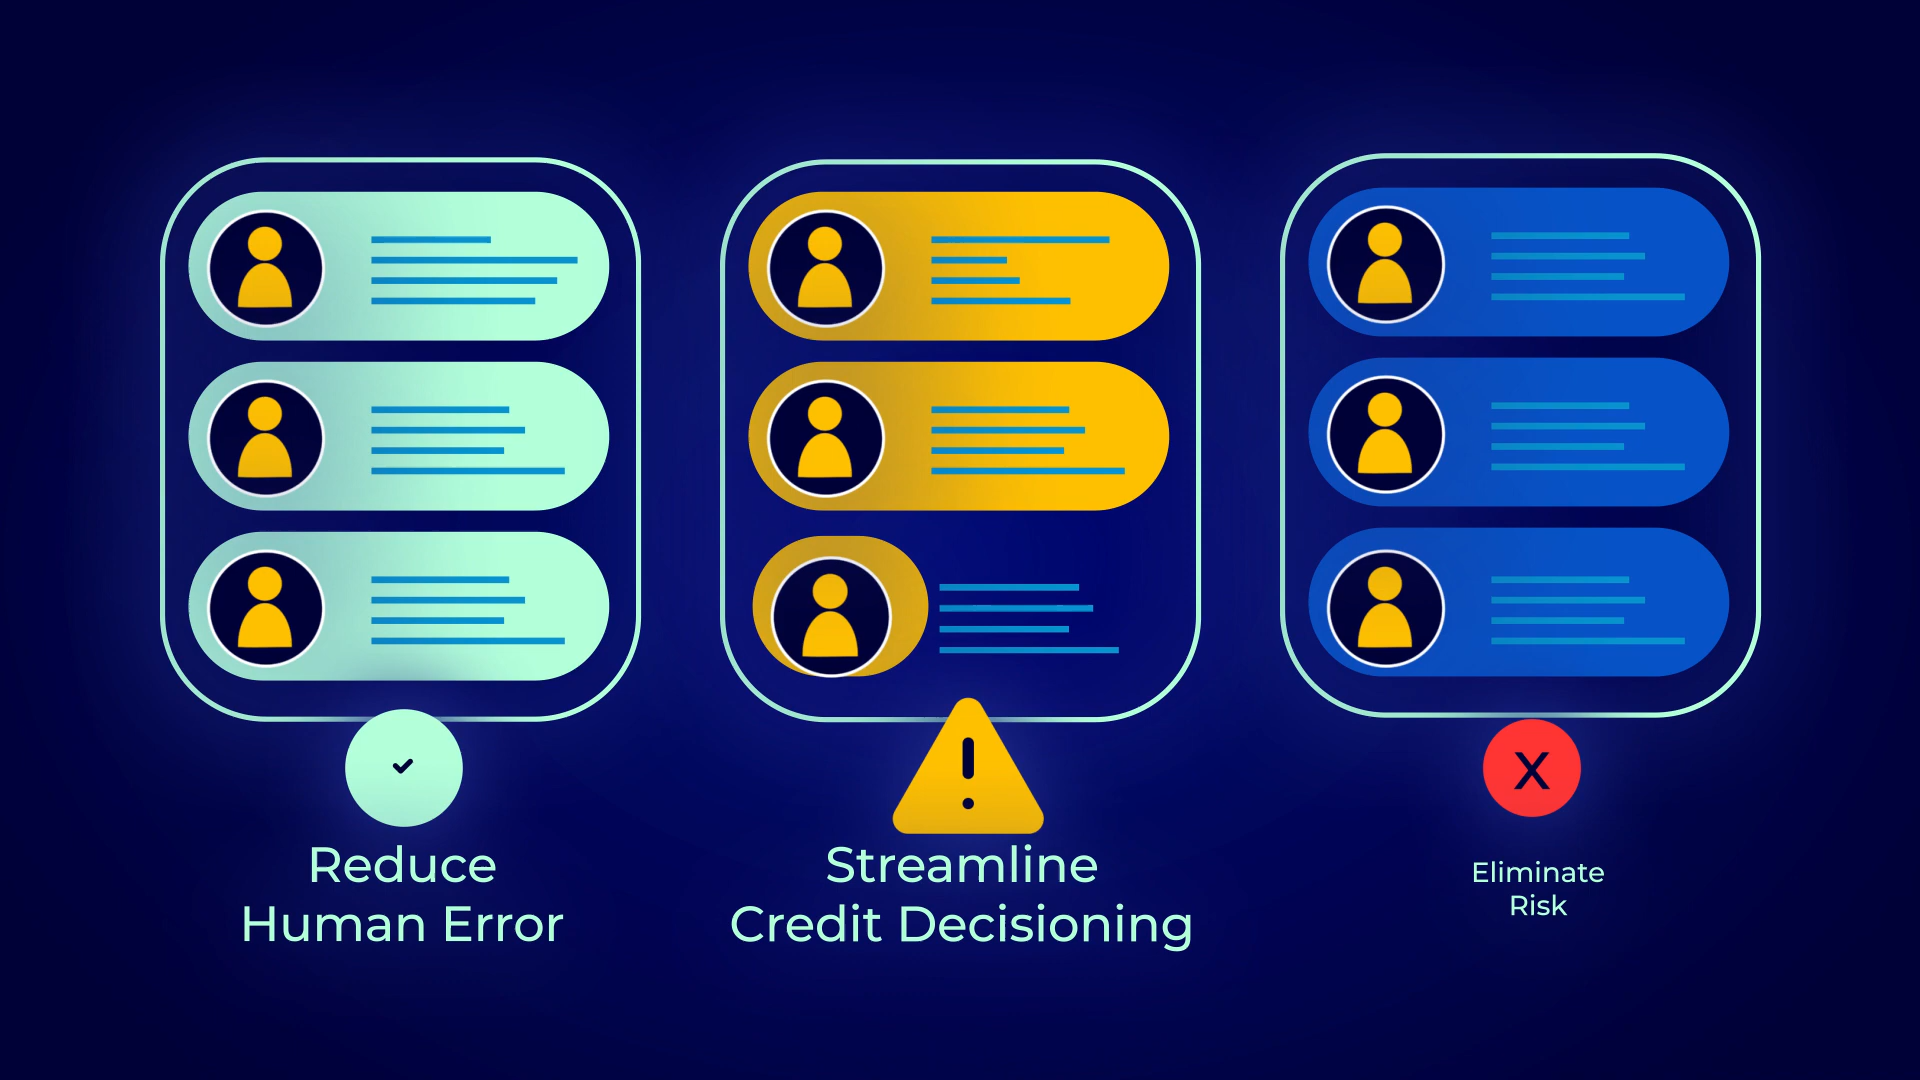 Reduce
Human Error
Streamline
Credit Decisioning
X
Eliminate
Risk